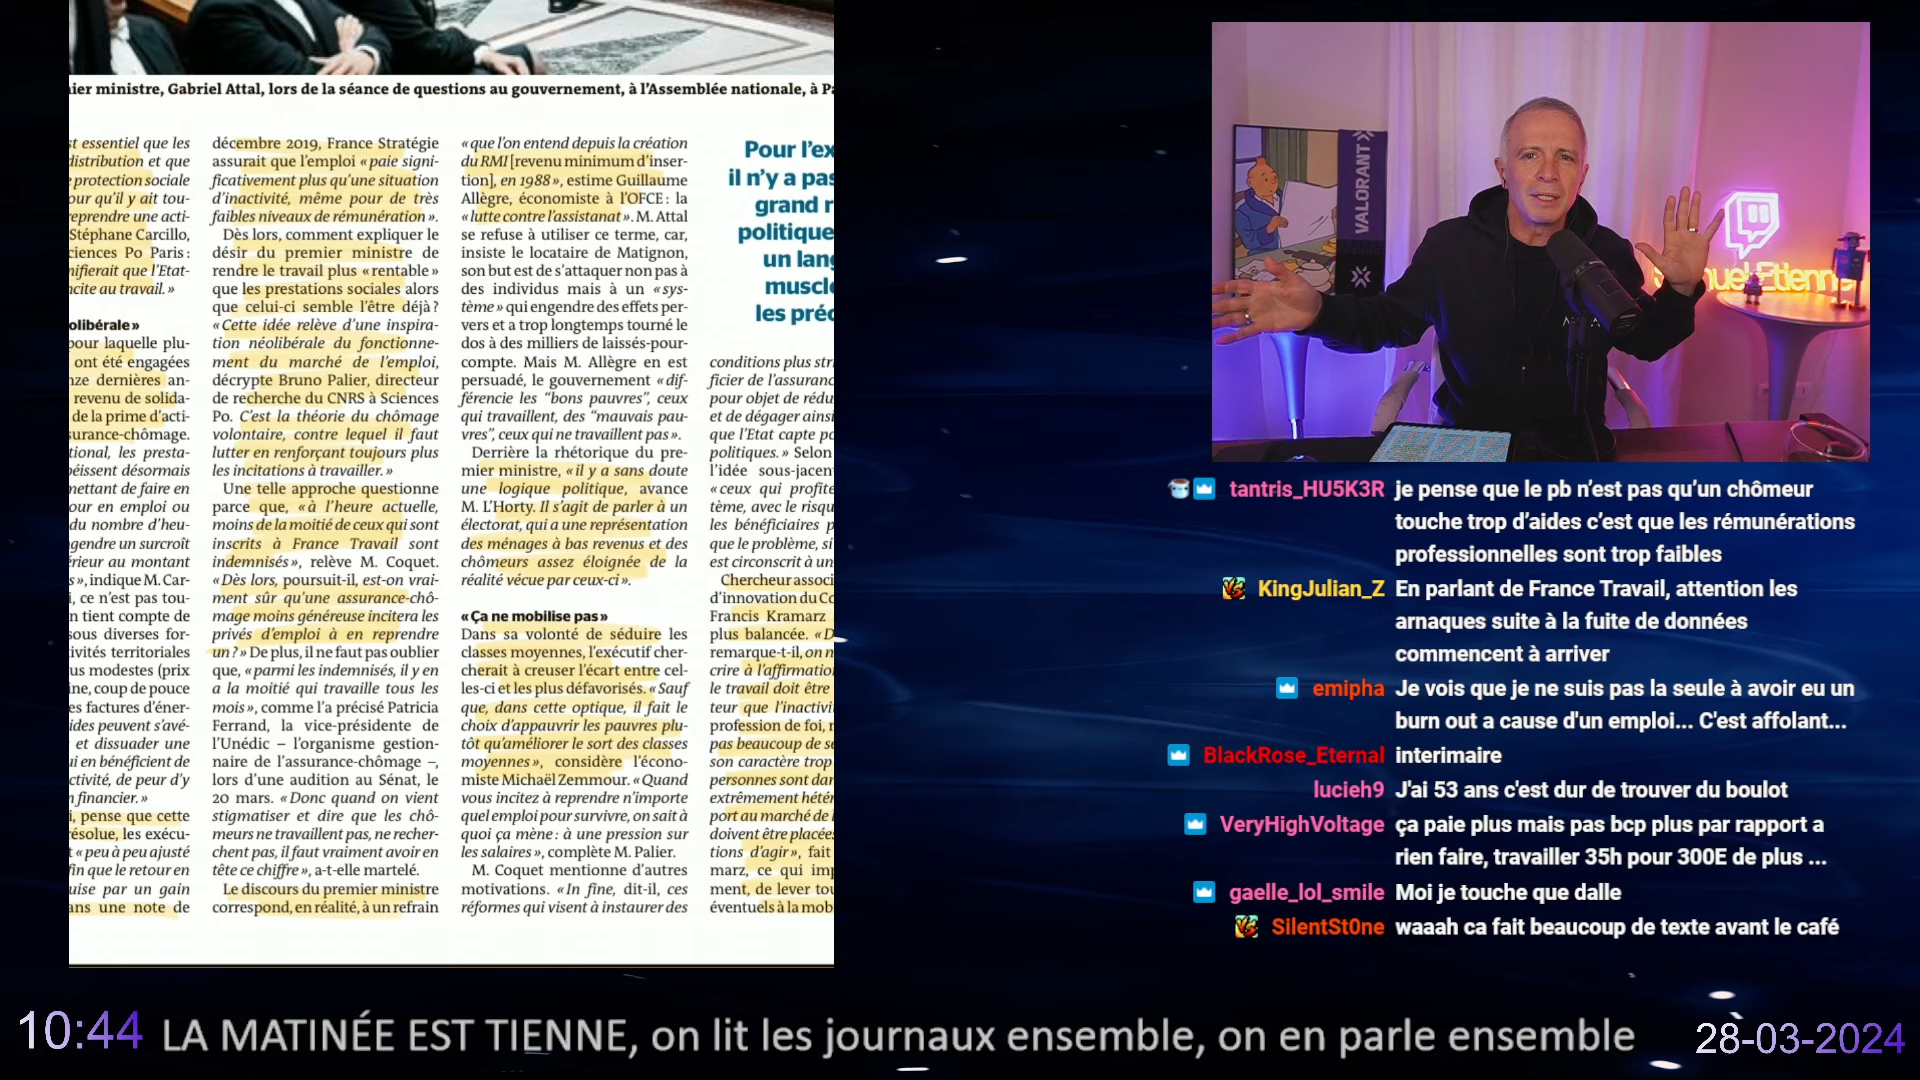 ier ministre, Gabriel Attal, lors de la séance de questions au gouvernement, à l'Assemblée nationale, à Pa
st essentiel que les
distribution et que
protection sociale
our qu'il y ait tou-
reprendre une acti-
Stéphane Carcillo,
ciences Po Paris :
nifierait que l'Etat-
ncite au travail. »
olibérale »
pour laquelle plu-
ont été engagées
nze dernières an-
revenu de solida-
de la prime d'acti-
surance-chômage.
tional, les presta-
béissent désormais
mettant de faire en
our en emploi ou
du nombre d'heu-
gendre un surcroît
érieur au montant
s », indique M. Car-
i, ce n'est pas tou-
n tient compte de
sous diverses for-
ivités territoriales
us modestes (prix
ine, coup de pouce
es factures d'éner-
ides peuvent s'avé-
et dissuader une
ui en bénéficient de
ctivité, de peur d'y
n financier. »
i, pense que cette
résolue, les exécu-
t « peu à peu ajusté
fin que le retour en
uise par un gain
ans une note de
décembre 2019, France Stratégie
assurait que l'emploi « paie signi-
ficativement plus qu'une situation
d'inactivité, même pour de très
faibles niveaux de rémunération ».
Dès lors, comment expliquer le
désir du premier ministre de
rendre le travail plus « rentable »
que les prestations sociales alors
que celui-ci semble l'être déjà ?
« Cette idée relève d'une inspira-
tion néolibérale du fonctionne-
ment du marché de l'emploi,
décrypte Bruno Palier, directeur
de recherche du CNRS à Sciences
Po. C'est la théorie du chômage
volontaire, contre lequel il faut
lutter en renforçant toujours plus
les incitations à travailler. »
Une telle approche questionne
parce que, « à l'heure actuelle,
moins de la moitié de ceux qui sont
inscrits à France Travail sont
indemnisés », relève M. Coquet.
« Dès lors, poursuit-il, est-on vrai-
ment sûr qu'une assurance-chô-
mage moins généreuse incitera les
privés d'emploi à en reprendre
un ? » De plus, il ne faut pas oublier
que, « parmi les indemnisés, il y en
a la moitié qui travaille tous les
mois », comme l'a précisé Patricia
Ferrand, la vice-présidente de
l'Unédic – l'organisme gestion-
naire de l'assurance-chômage –,
lors d'une audition au Sénat, le
20 mars. « Donc quand on vient
stigmatiser et dire que les chô-
meurs ne travaillent pas, ne recher-
chent pas, il faut vraiment avoir en
tête ce chiffre », a-t-elle martelé.
Le discours du premier ministre
correspond, en réalité, à un refrain
« que l'on entend depuis la création
du RMI [revenu minimum d'inser-
tion], en 1988 », estime Guillaume
Allègre, économiste à l'OFCE : la
« lutte contre l'assistanat ». M. Attal
se refuse à utiliser ce terme, car,
insiste le locataire de Matignon,
son but est de s'attaquer non pas à
des individus mais à un « sys-
tème » qui engendre des effets per-
vers et a trop longtemps tourné le
dos à des milliers de laissés-pour-
compte. Mais M. Allègre en est
persuadé, le gouvernement « dif-
férencie les “bons pauvres”, ceux
qui travaillent, des “mauvais pau-
vres”, ceux qui ne travaillent pas ».
Derrière la rhétorique du pre-
mier ministre, « il y a sans doute
une logique politique, avance
M. L'Horty. Il s'agit de parler à un
électorat, qui a une représentation
des ménages à bas revenus et des
chômeurs assez éloignée de la
réalité vécue par ceux-ci ».
« Ça ne mobilise pas »
Dans sa volonté de séduire les
classes moyennes, l'exécutif cher-
cherait à creuser l'écart entre cel-
les-ci et les plus défavorisés. « Sauf
que, dans cette optique, il fait le
choix d'appauvrir les pauvres plu-
tôt qu'améliorer le sort des classes
moyennes », considère l'écono-
miste Michaël Zemmour. « Quand
vous incitez à reprendre n'importe
quel emploi pour survivre, on sait à
quoi ça mène : à une pression sur
les salaires », complète M. Palier.
M. Coquet mentionne d'autres
motivations. « In fine, dit-il, ces
réformes qui visent à instaurer des
Pour l'ex
il n'y a pas
grand r
politique
un lang
muscle
les préc
conditions plus stri
ficier de l'assuranc
pour objet de rédu
et de dégager ainsi
que l'Etat capte po
politiques. » Selon
l'idée sous-jacen
« ceux qui profite
tème, avec le risqu
les bénéficiaires p
que le problème, si
est circonscrit à un
Chercheur associ
d'innovation du Co
Francis Kramarz
plus balancée. « D
remarque-t-il, on n
crire à l'affirmatio
le travail doit être
teur que l'inactivi
profession de foi, n
pas beaucoup de se
son caractère trop
personnes sont dan
extrêmement hétér
port au marché de l
doivent être placée
tions d'agir », fait
marz, ce qui imp
ment, de lever tou
éventuels à la mob
VALORANT
Samuel Etienne
tantris_HU5K3R je pense que le pb n'est pas qu'un chômeur
touche trop d'aides c'est que les rémunérations
professionnelles sont trop faibles
KingJulian_Z En parlant de France Travail, attention les
arnaques suite à la fuite de données
commencent à arriver
emipha Je vois que je ne suis pas la seule à avoir eu un
burn out a cause d'un emploi... C'est affolant...
BlackRose_Eternal interimaire
lucieh9 J'ai 53 ans c'est dur de trouver du boulot
VeryHighVoltage ça paie plus mais pas bcp plus par rapport a
rien faire, travailler 35h pour 300E de plus ...
gaelle_lol_smile Moi je touche que dalle
SilentSt0ne waaah ca fait beaucoup de texte avant le café
10:44 LA MATINÉE EST TIENNE, on lit les journaux ensemble, on en parle ensemble 28-03-2024